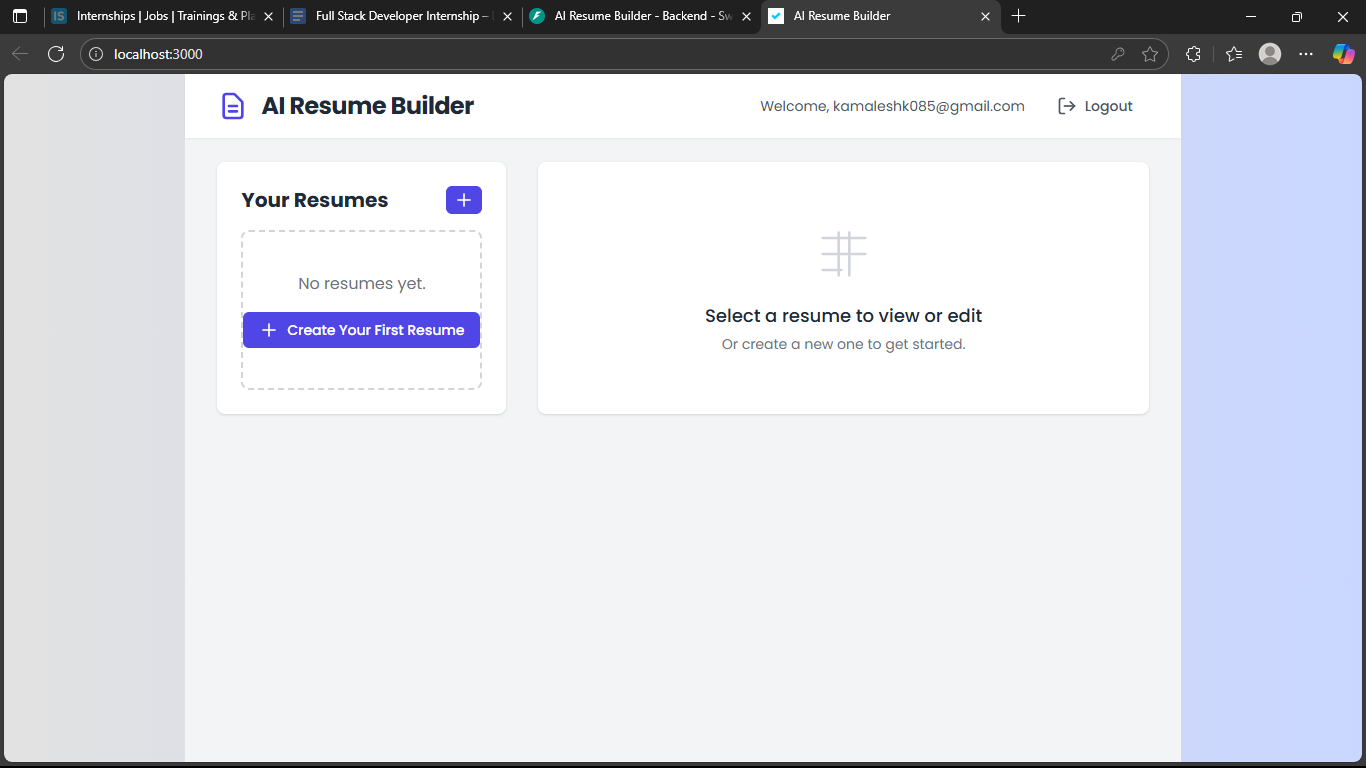 IS Internships | Jobs | Trainings & Pla
Full Stack Developer Internship –
AI Resume Builder - Backend - Sw
AI Resume Builder
localhost:3000
AI Resume Builder
Welcome, kamaleshk085@gmail.com
Logout
Your Resumes
No resumes yet.
Create Your First Resume
Select a resume to view or edit
Or create a new one to get started.